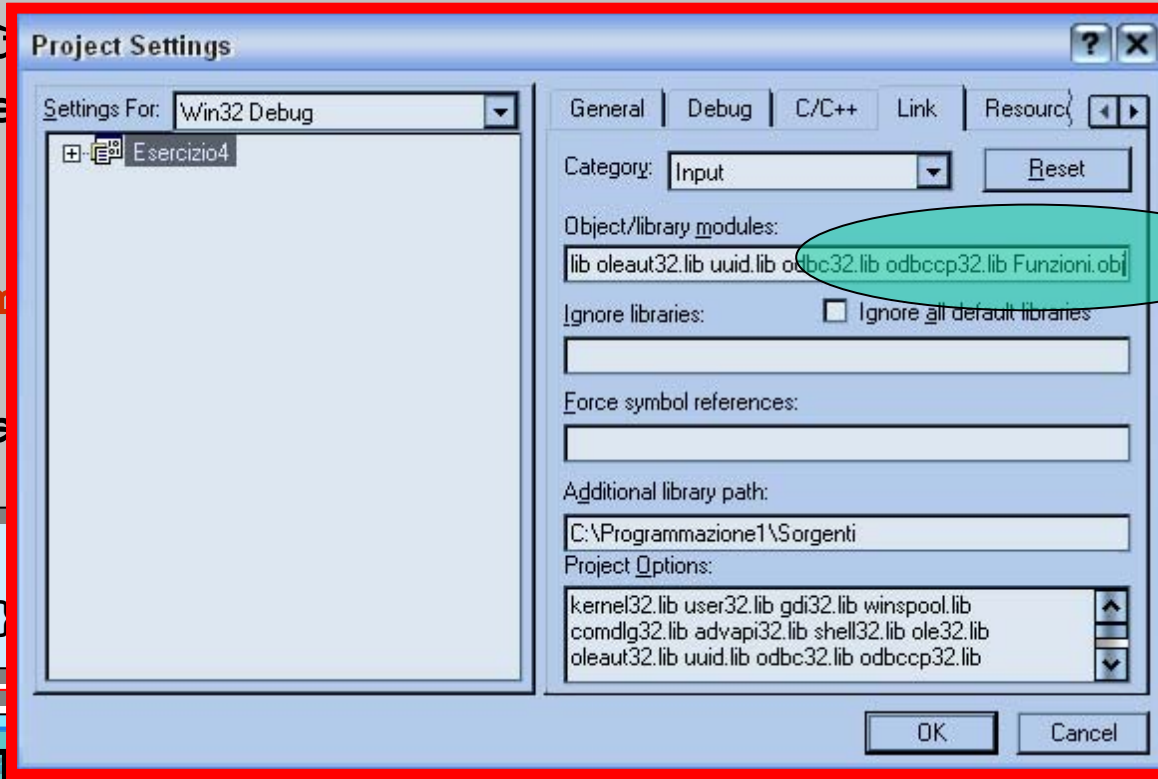 Project Settings
Settings For: Win32 Debug
Esercizio4
General Debug C/C++ Link
Category: Input Reset
Object/library modules:
lib oleaut32.lib uuid.lib odbc32.lib odbccp32.lib Funzioni.obj
Ignore libraries: Ignore all default libraries
Force symbol references:
Additional library path:
C:\Programmazione1\Sorgenti
Project Options:
kernel32.lib user32.lib gdi32.lib winspool.lib
comdlg32.lib advapi32.lib shell32.lib ole32.lib
oleaut32.lib uuid.lib odbc32.lib odbccp32.lib
OK Cancel